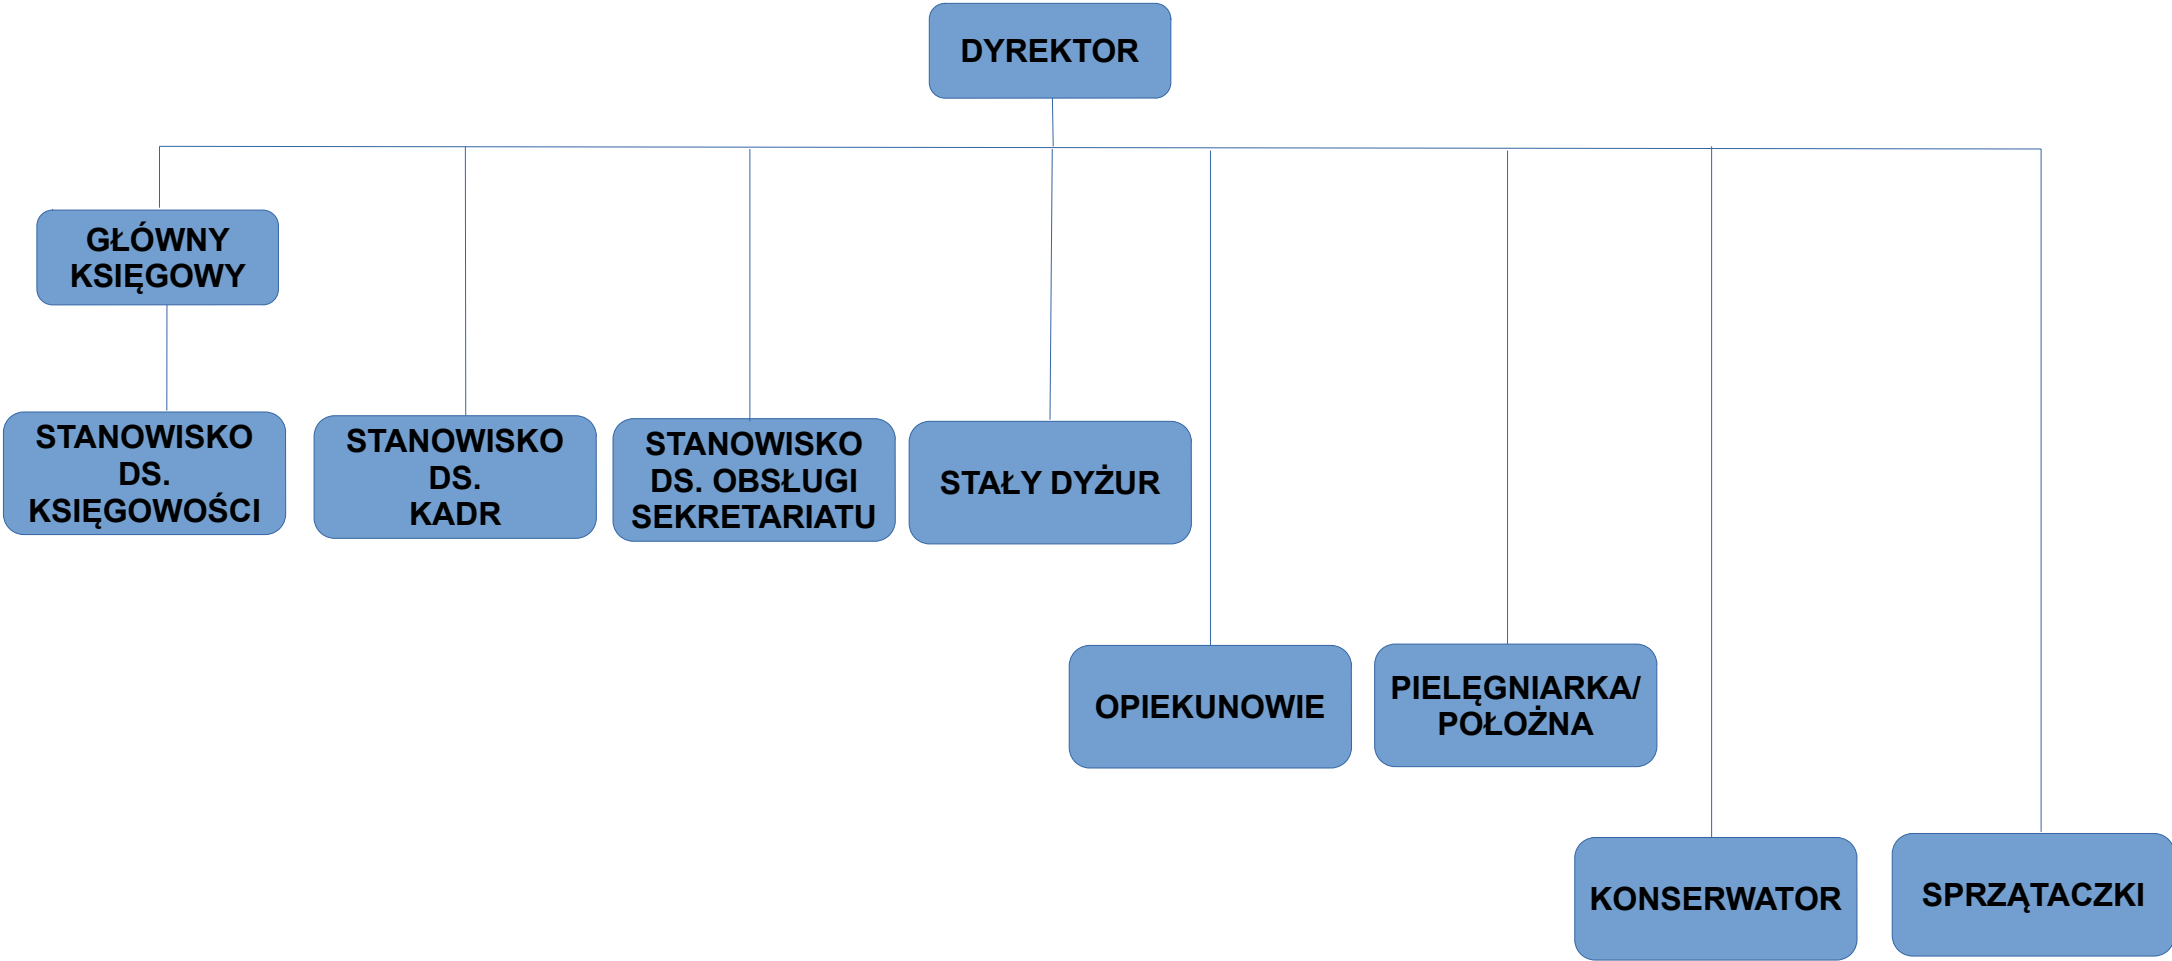 DYREKTOR
GŁÓWNY
KSIĘGOWY
STANOWISKO
DS.
KSIĘGOWOŚCI
STANOWISKO
DS.
KADR
STANOWISKO
DS. OBSŁUGI
SEKRETARIATU
STAŁY DYŻUR
OPIEKUNOWIE
PIELĘGNIARKA/
POŁOŻNA
KONSERWATOR
SPRZĄTACZKI